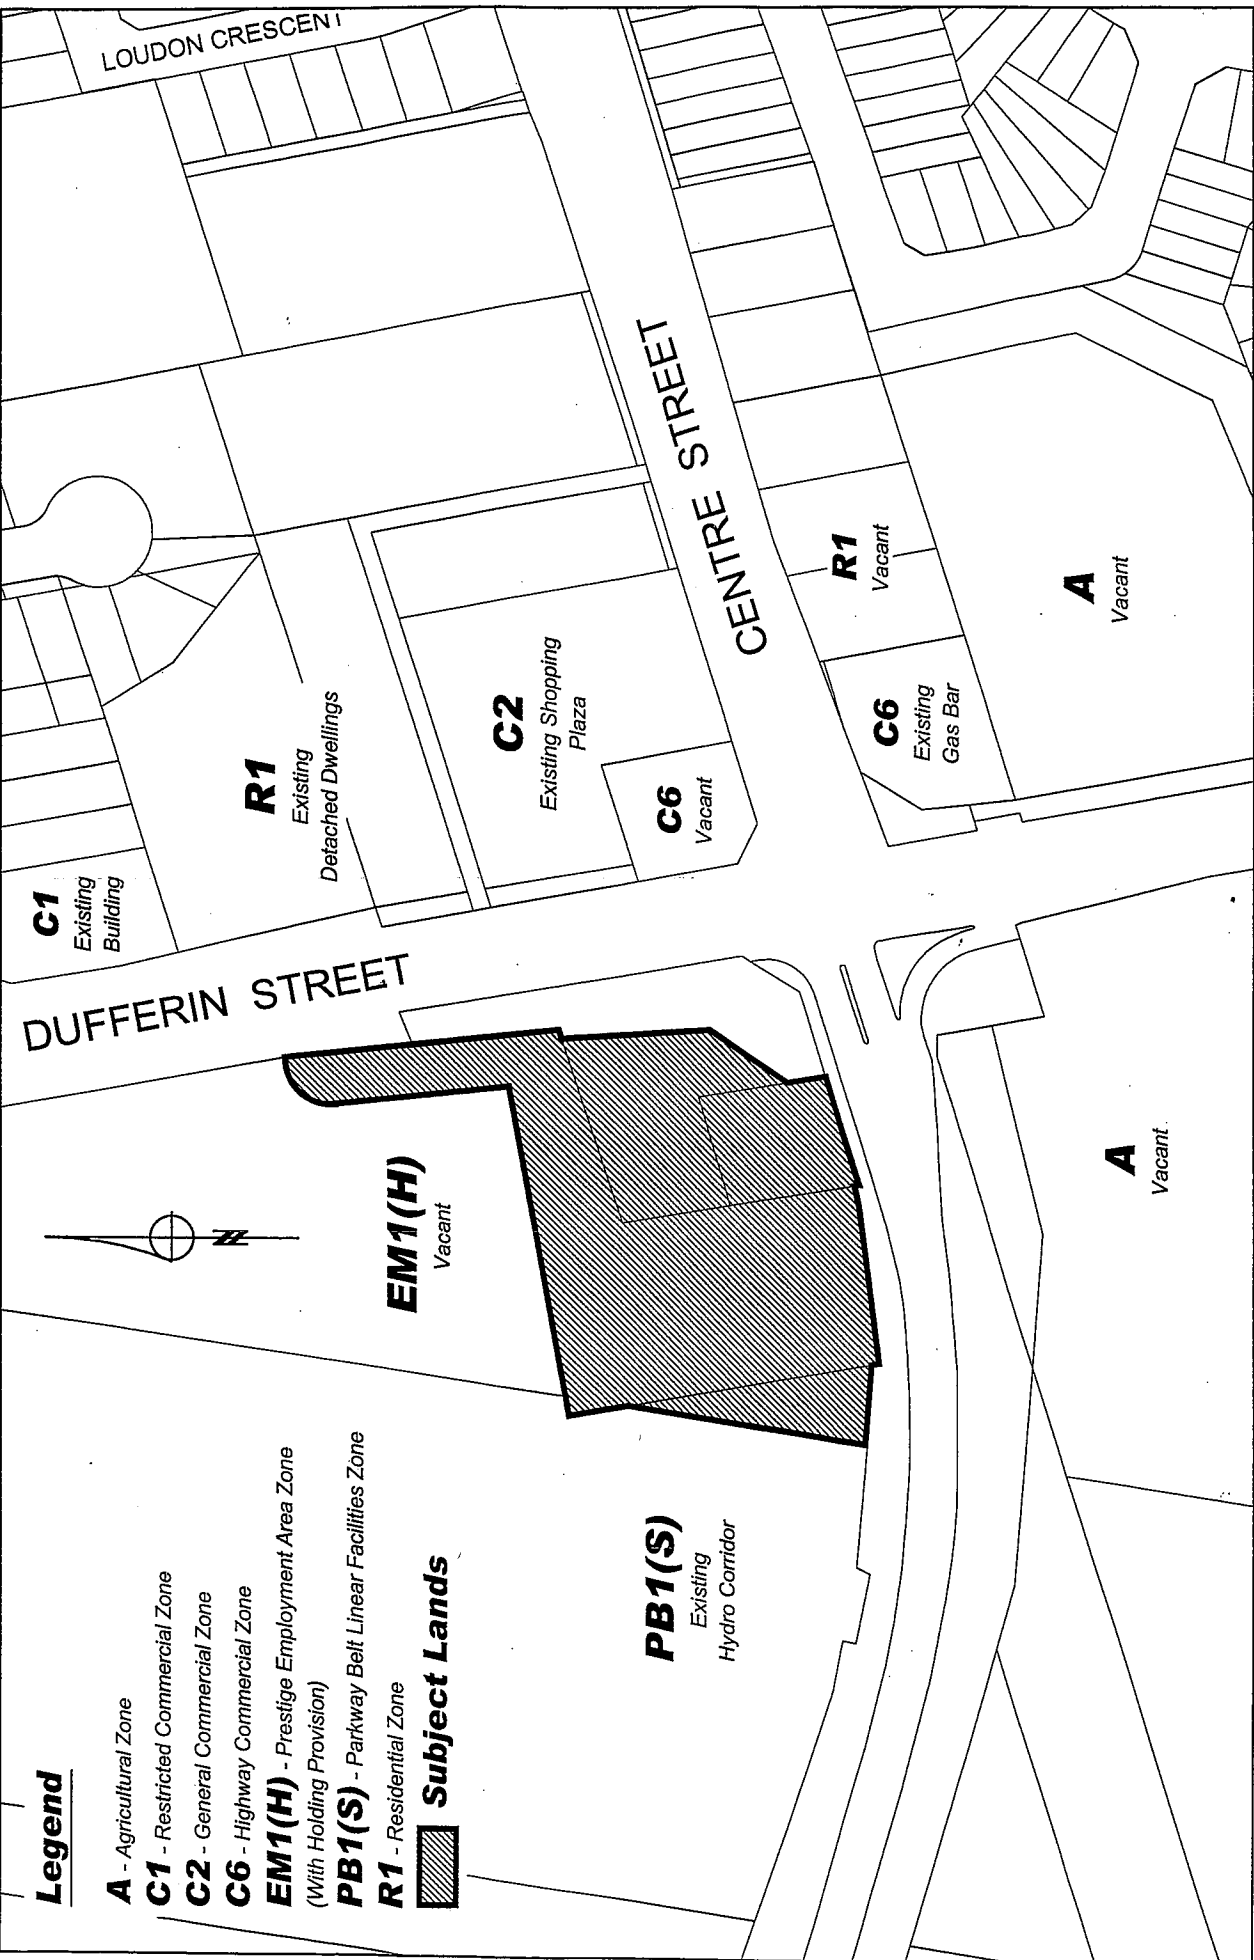 Legend
A - Agricultural Zone
C1 - Restricted Commercial Zone
C2 - General Commercial Zone
C6 - Highway Commercial Zone
EM1(H) - Prestige Employment Area Zone
(With Holding Provision)
PB1(S) - Parkway Belt Linear Facilities Zone
R1 - Residential Zone
Subject Lands
N
LOUDON CRESCENT
DUFFERIN STREET
CENTRE STREET
C1
Existing
Building
R1
Existing
Detached Dwellings
C2
Existing Shopping
Plaza
C6
Vacant
EM1(H)
Vacant
PB1(S)
Existing
Hydro Corridor
R1
Vacant
C6
Existing
Gas Bar
A
Vacant
A
Vacant